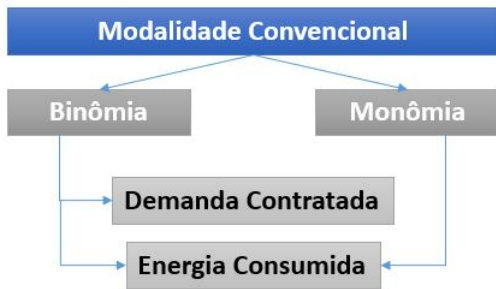 Modalidade Convencional
Binômia
Monômia
Demanda Contratada
Energia Consumida